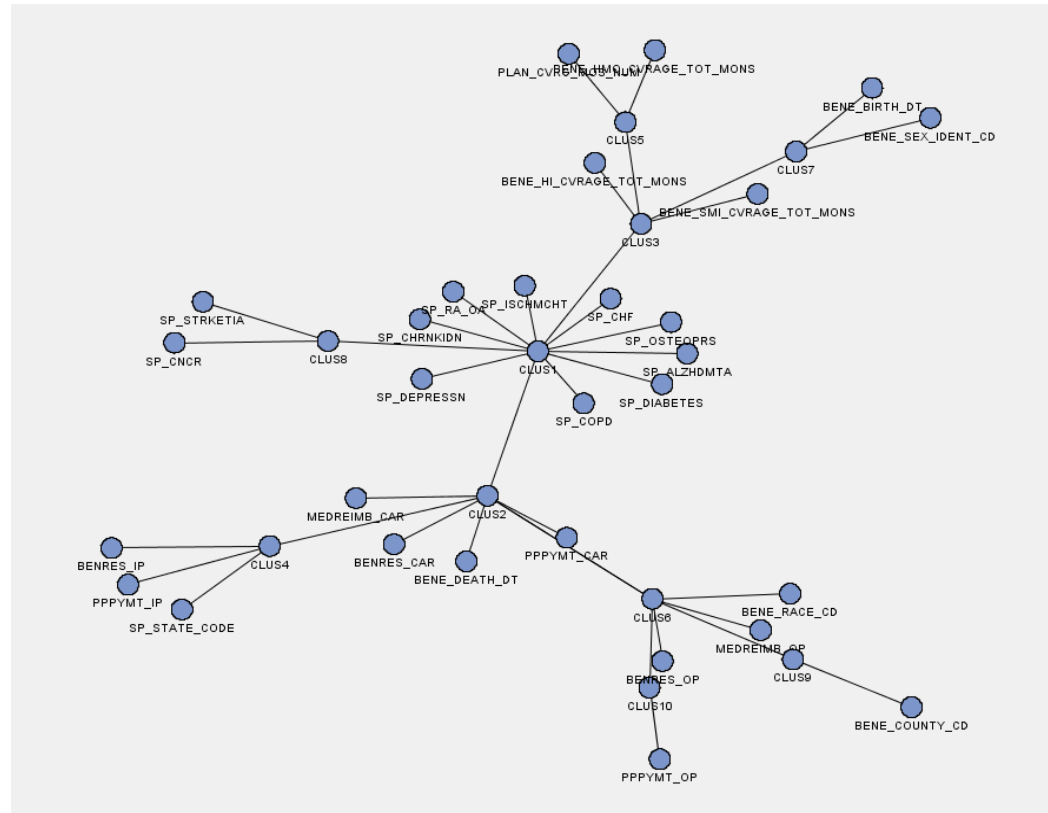 PLAN_CVRG_MOS_NUM
BENE_HMO_CVRAGE_TOT_MONS
BENE_BIRTH_DT
BENE_SEX_IDENT_CD
CLUS5
CLUS7
BENE_HI_CVRAGE_TOT_MONS
BENE_SMI_CVRAGE_TOT_MONS
CLUS3
SP_RA_OA
SP_ISCHMCHT
SP_CHF
SP_STRKETIA
SP_CHRNKIDN
SP_OSTEOPRS
SP_CNCR
CLUS8
CLUS1
SP_ALZHDMTA
SP_DEPRESSN
SP_DIABETES
SP_COPD
MEDREIMB_CAR
CLUS2
BENRES_IP
CLUS4
BENRES_CAR
PPPYMT_CAR
BENE_DEATH_DT
PPPYMT_IP
SP_STATE_CODE
CLUS6
BENE_RACE_CD
MEDREIMB_OP
BENRES_OP
CLUS9
CLUS10
BENE_COUNTY_CD
PPPYMT_OP